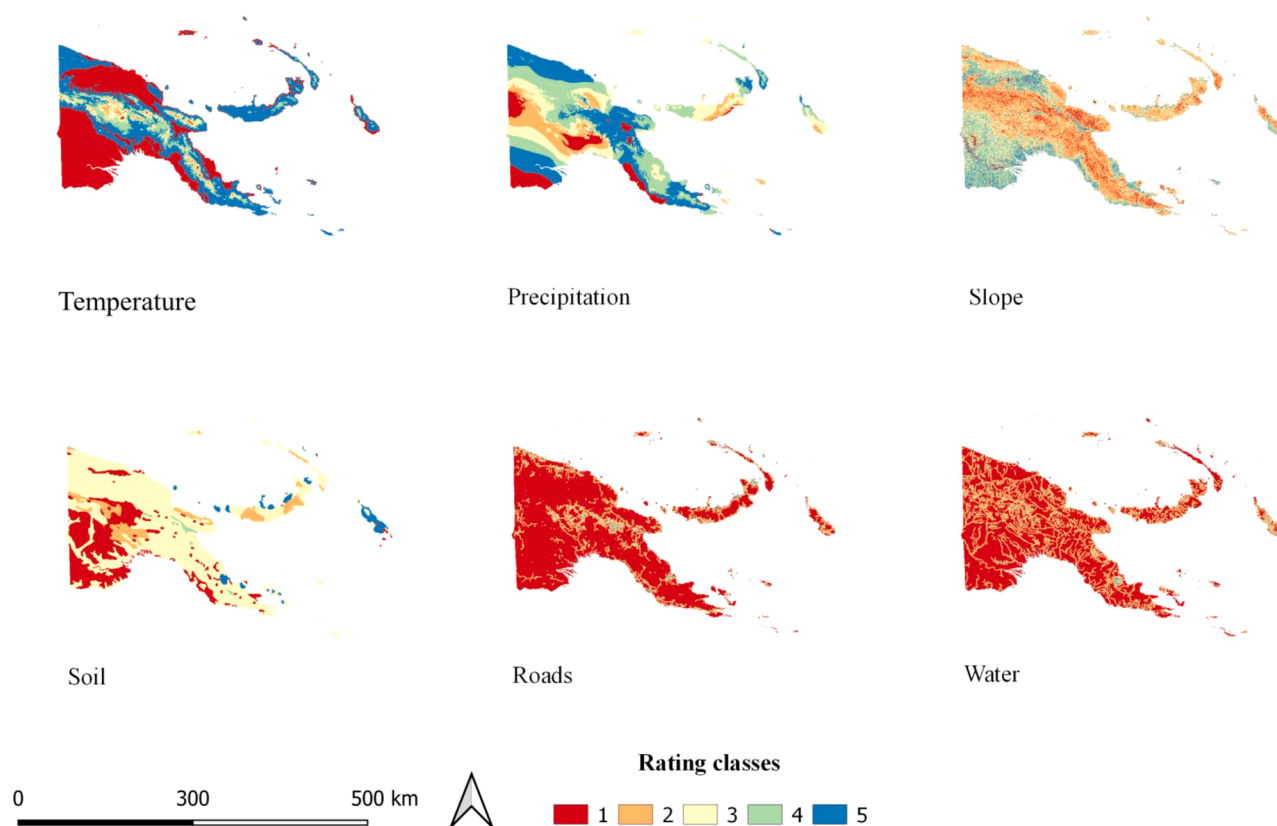 Temperature
Precipitation
Slope
Soil
Roads
Water
Rating classes
0 300 500 km
1 2 3 4 5